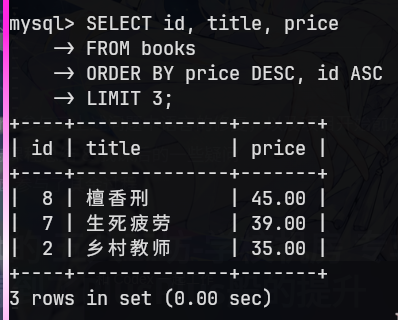 mysql> SELECT id, title, price
    -> FROM books
    -> ORDER BY price DESC, id ASC
    -> LIMIT 3;
+----+--------------+-------+
| id | title        | price |
+----+--------------+-------+
|  8 | 檀香刑       | 45.00 |
|  7 | 生死疲劳     | 39.00 |
|  2 | 乡村教师     | 35.00 |
+----+--------------+-------+
3 rows in set (0.00 sec)